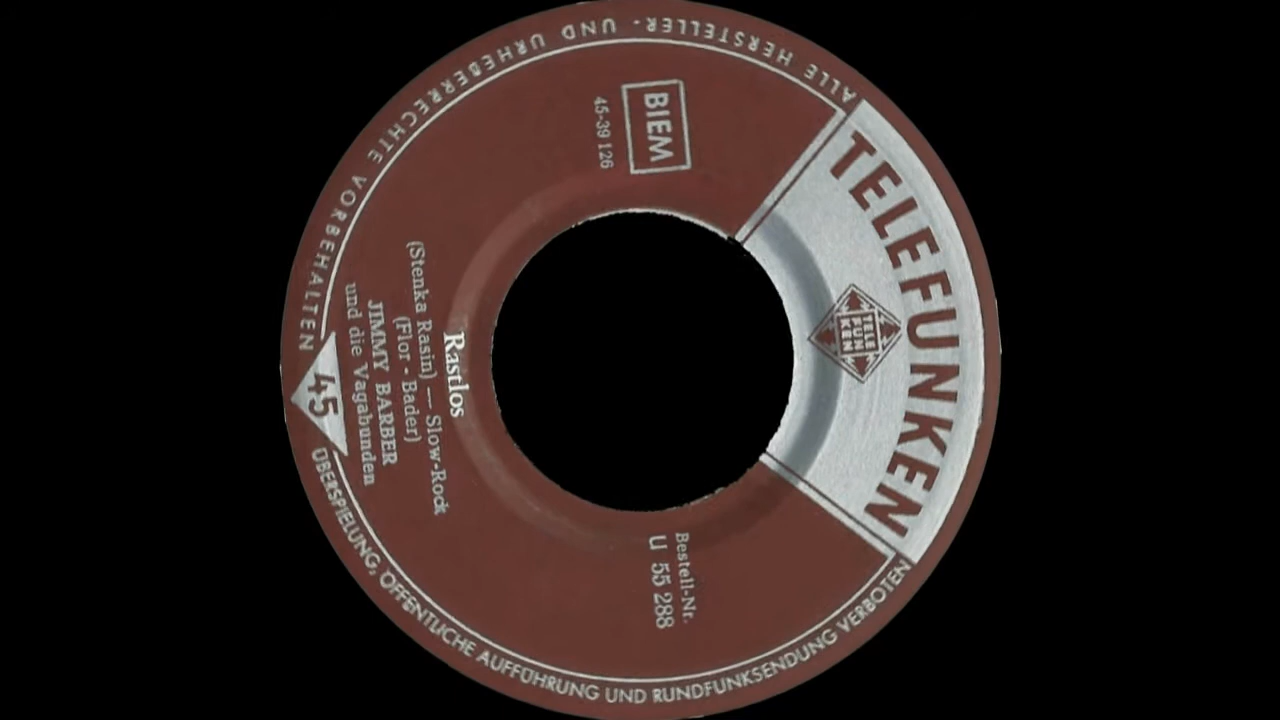 TELEFUNKEN
TELE
FUN
KEN
BIEM
45-39 126
Bestell-Nr.
U 55 288
Rastlos
(Stenka Rasin) — Slow-Rock
(Flor - Bader)
JIMMY BARBER
und die Vagabunden
45
ALLE HERSTELLER- UND URHEBERRECHTE VORBEHALTEN
ÜBERSPIELUNG, ÖFFENTLICHE AUFFÜHRUNG UND RUNDFUNKSENDUNG VERBOTEN